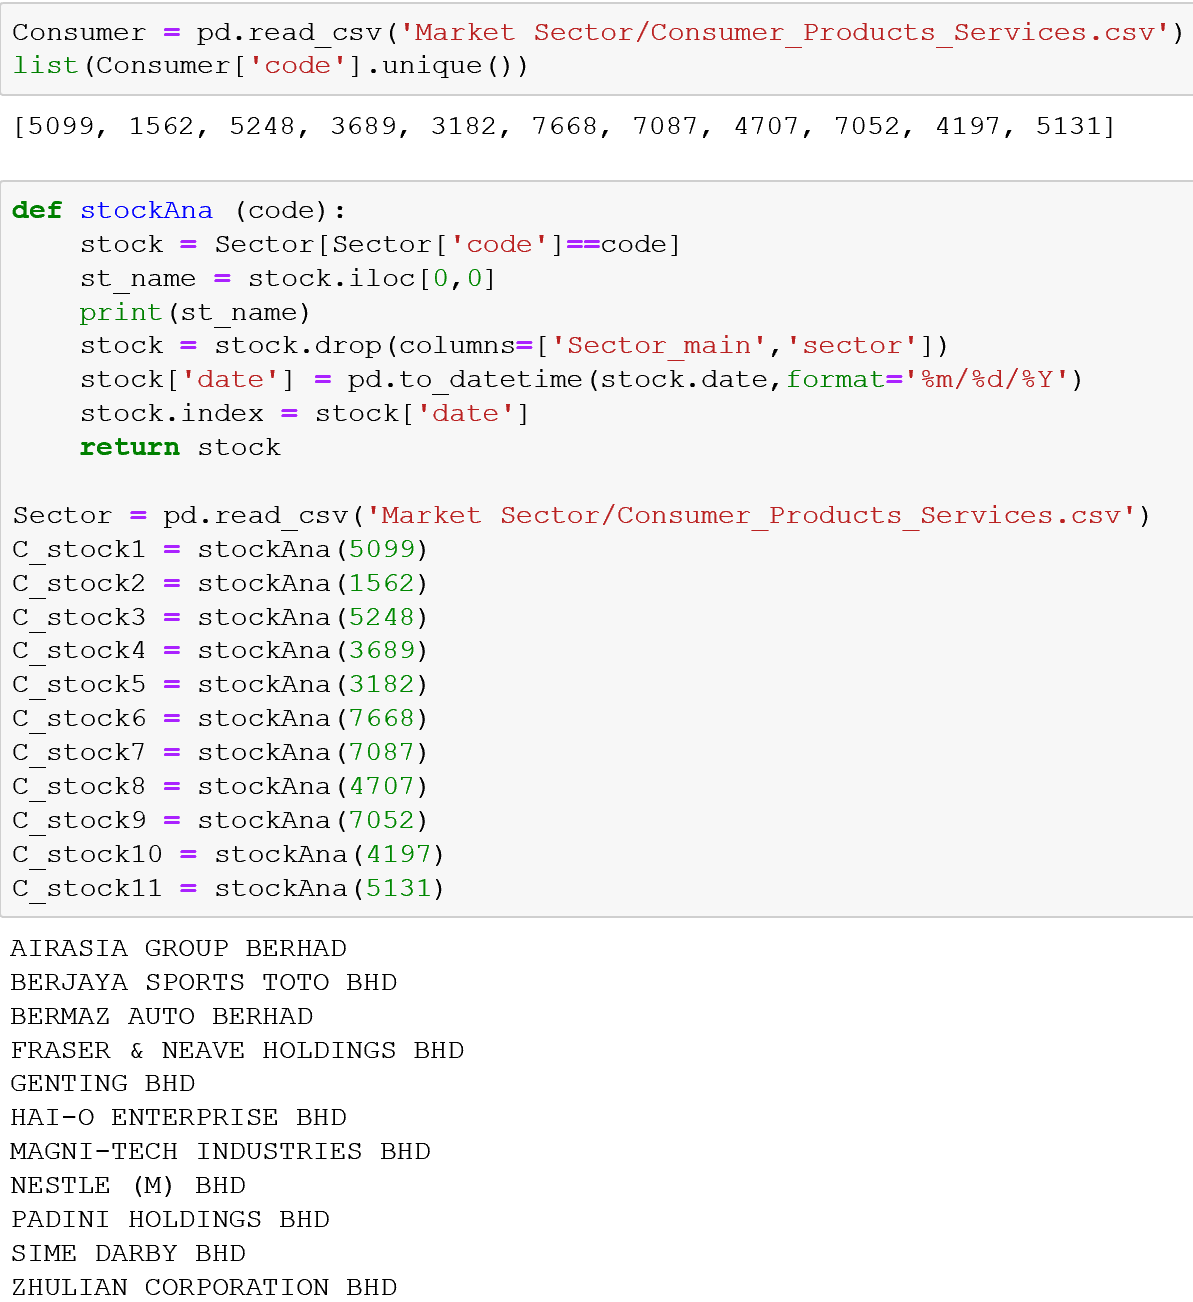 Consumer = pd.read_csv('Market Sector/Consumer_Products_Services.csv')
list(Consumer['code'].unique())
[5099, 1562, 5248, 3689, 3182, 7668, 7087, 4707, 7052, 4197, 5131]
def stockAna (code):
    stock = Sector[Sector['code']==code]
    st_name = stock.iloc[0,0]
    print(st_name)
    stock = stock.drop(columns=['Sector_main','sector'])
    stock['date'] = pd.to_datetime(stock.date,format='%m/%d/%Y')
    stock.index = stock['date']
    return stock
Sector = pd.read_csv('Market Sector/Consumer_Products_Services.csv')
C_stock1 = stockAna(5099)
C_stock2 = stockAna(1562)
C_stock3 = stockAna(5248)
C_stock4 = stockAna(3689)
C_stock5 = stockAna(3182)
C_stock6 = stockAna(7668)
C_stock7 = stockAna(7087)
C_stock8 = stockAna(4707)
C_stock9 = stockAna(7052)
C_stock10 = stockAna(4197)
C_stock11 = stockAna(5131)
AIRASIA GROUP BERHAD
BERJAYA SPORTS TOTO BHD
BERMAZ AUTO BERHAD
FRASER & NEAVE HOLDINGS BHD
GENTING BHD
HAI-O ENTERPRISE BHD
MAGNI-TECH INDUSTRIES BHD
NESTLE (M) BHD
PADINI HOLDINGS BHD
SIME DARBY BHD
ZHULIAN CORPORATION BHD